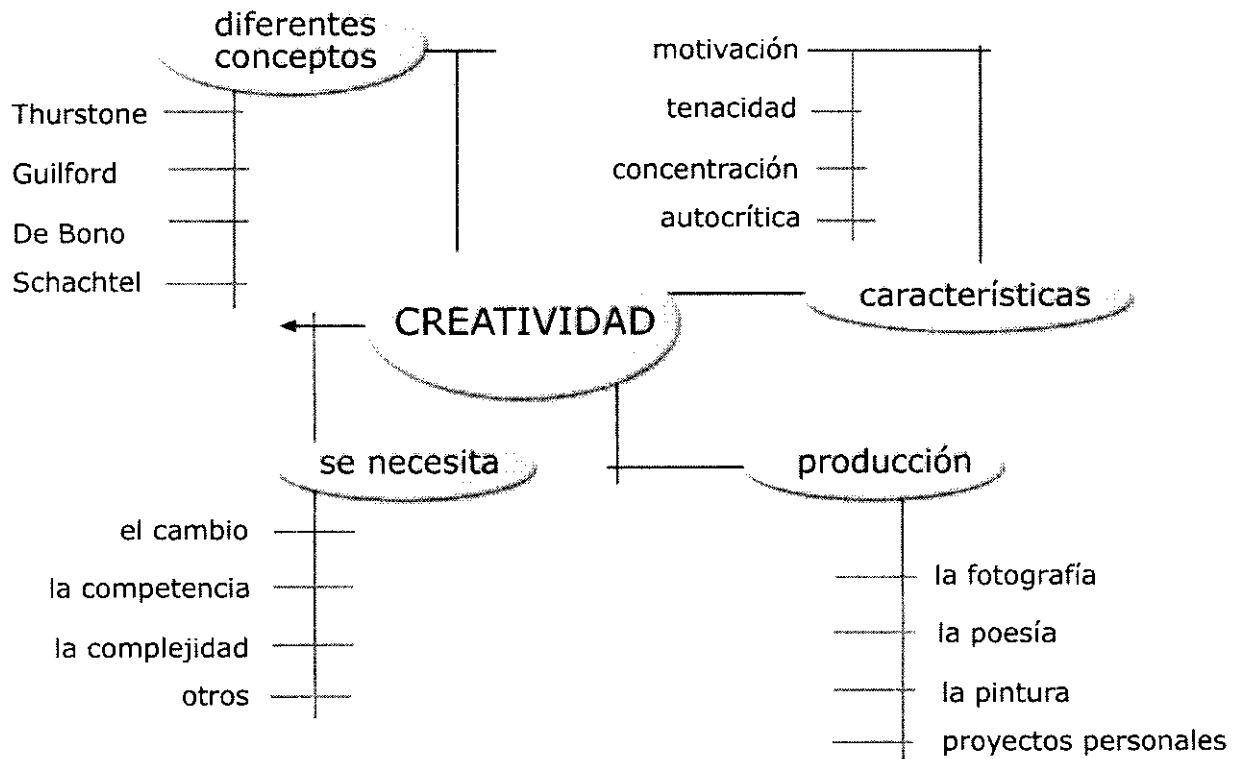 diferentes
conceptos
Thurstone
Guilford
De Bono
Schachtel
motivación
tenacidad
concentración
autocrítica
características
CREATIVIDAD
se necesita
el cambio
la competencia
la complejidad
otros
producción
la fotografía
la poesía
la pintura
proyectos personales